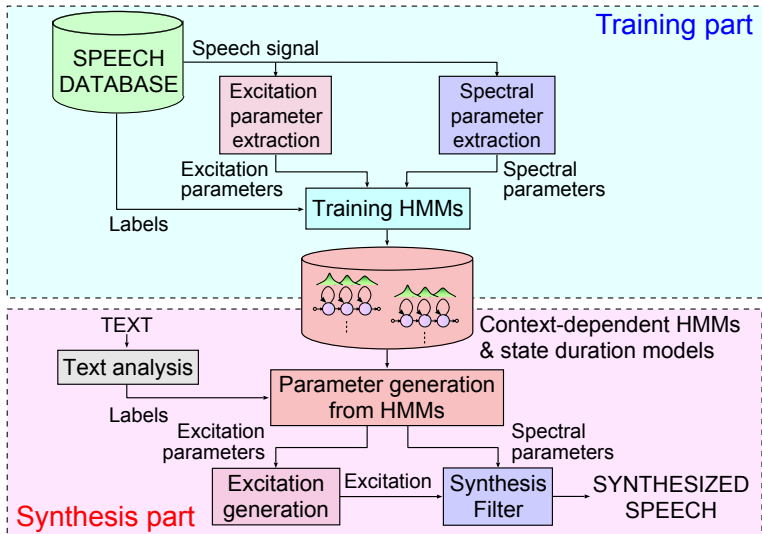 Training part
SPEECH
DATABASE
Speech signal
Excitation
parameter
extraction
Spectral
parameter
extraction
Excitation
parameters
Spectral
parameters
Labels
Training HMMs
Context-dependent HMMs
& state duration models
TEXT
Text analysis
Labels
Parameter generation
from HMMs
Excitation
parameters
Spectral
parameters
Excitation
generation
Excitation
Synthesis
Filter
SYNTHESIZED
SPEECH
Synthesis part